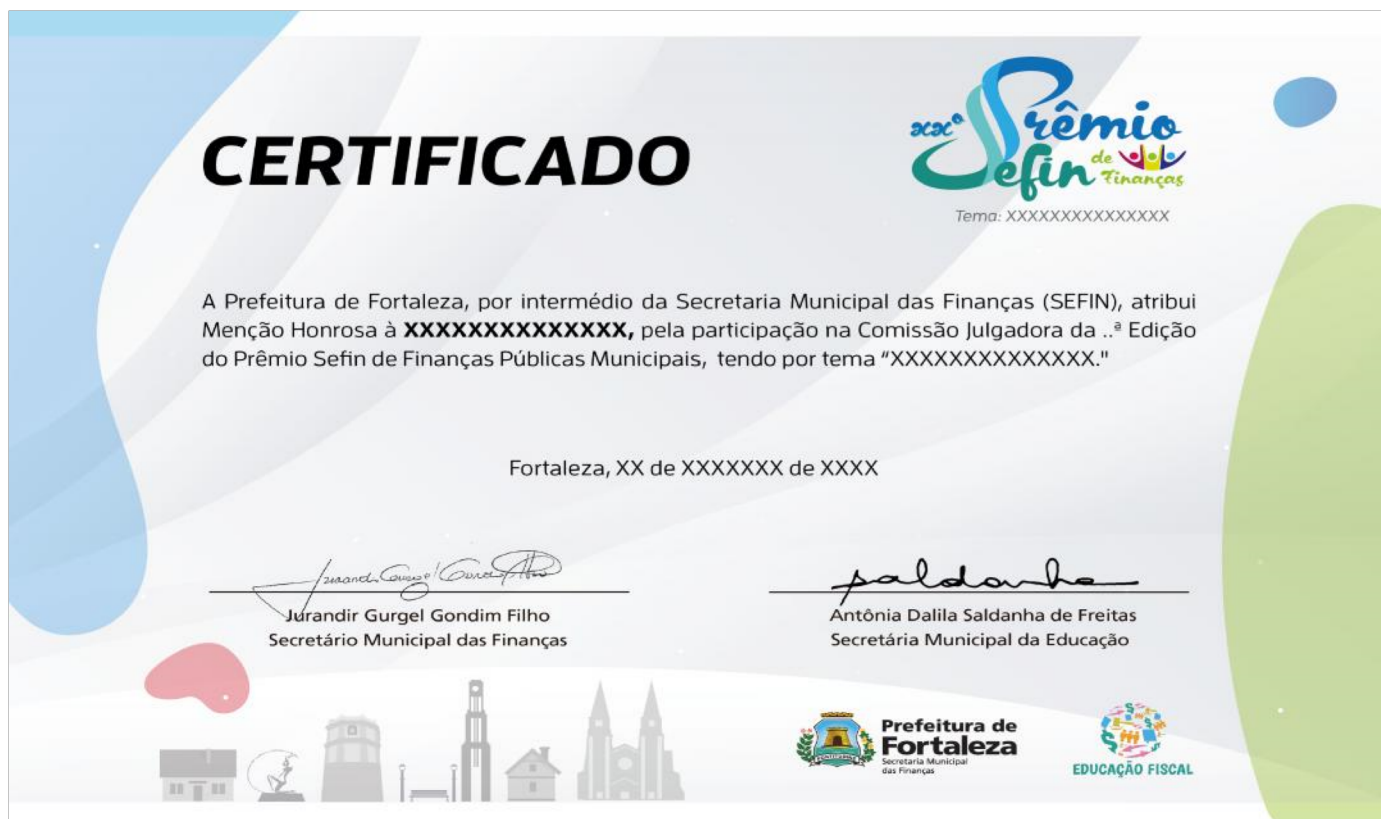 CERTIFICADO
xxº Prêmio
Sefin de Finanças
Tema: XXXXXXXXXXXXXXX
A Prefeitura de Fortaleza, por intermédio da Secretaria Municipal das Finanças (SEFIN), atribui
Menção Honrosa à XXXXXXXXXXXXXX, pela participação na Comissão Julgadora da ..ª Edição
do Prêmio Sefin de Finanças Públicas Municipais, tendo por tema “XXXXXXXXXXXXXX."
Fortaleza, XX de XXXXXXX de XXXX
Jurandir Gurgel Gondim Filho
Secretário Municipal das Finanças
saldanha
Antônia Dalila Saldanha de Freitas
Secretária Municipal da Educação
Prefeitura de
Fortaleza
Secretaria Municipal
das Finanças
EDUCAÇÃO FISCAL